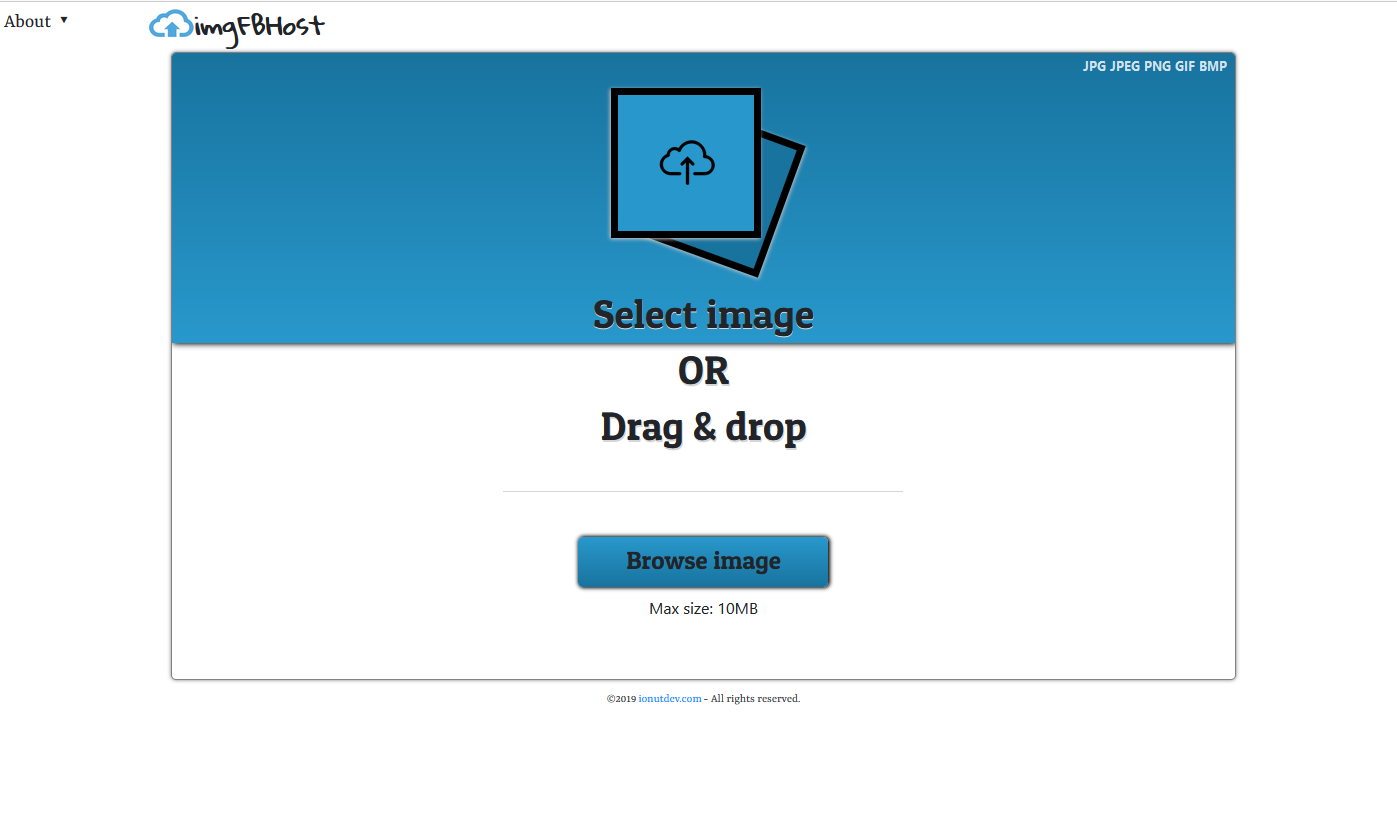 About ▼
imgFBHost
JPG JPEG PNG GIF BMP
Select image
OR
Drag & drop
Browse image
Max size: 10MB
©2019 ionutdev.com - All rights reserved.